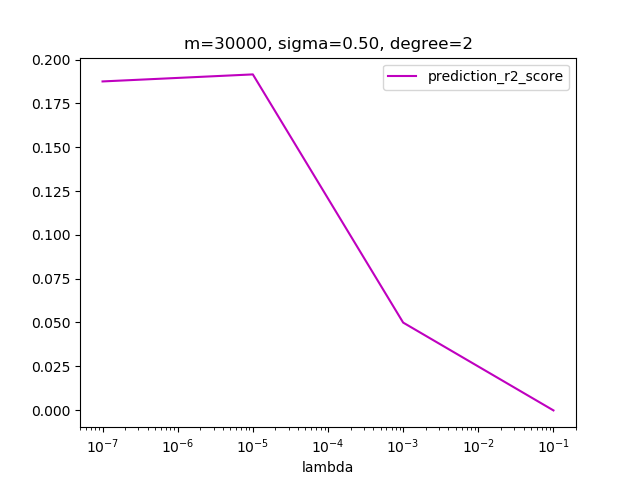 m=30000, sigma=0.50, degree=2
prediction_r2_score
0.200
0.175
0.150
0.125
0.100
0.075
0.050
0.025
0.000
10⁻⁷ 10⁻⁶ 10⁻⁵ 10⁻⁴ 10⁻³ 10⁻² 10⁻¹
lambda